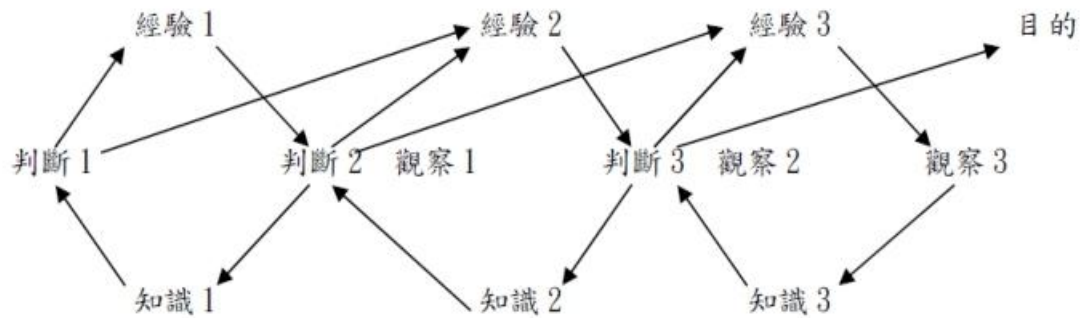 經驗 1 經驗 2 經驗 3 目的
判斷 1 判斷 2 觀察 1 判斷 3 觀察 2 觀察 3
知識 1 知識 2 知識 3